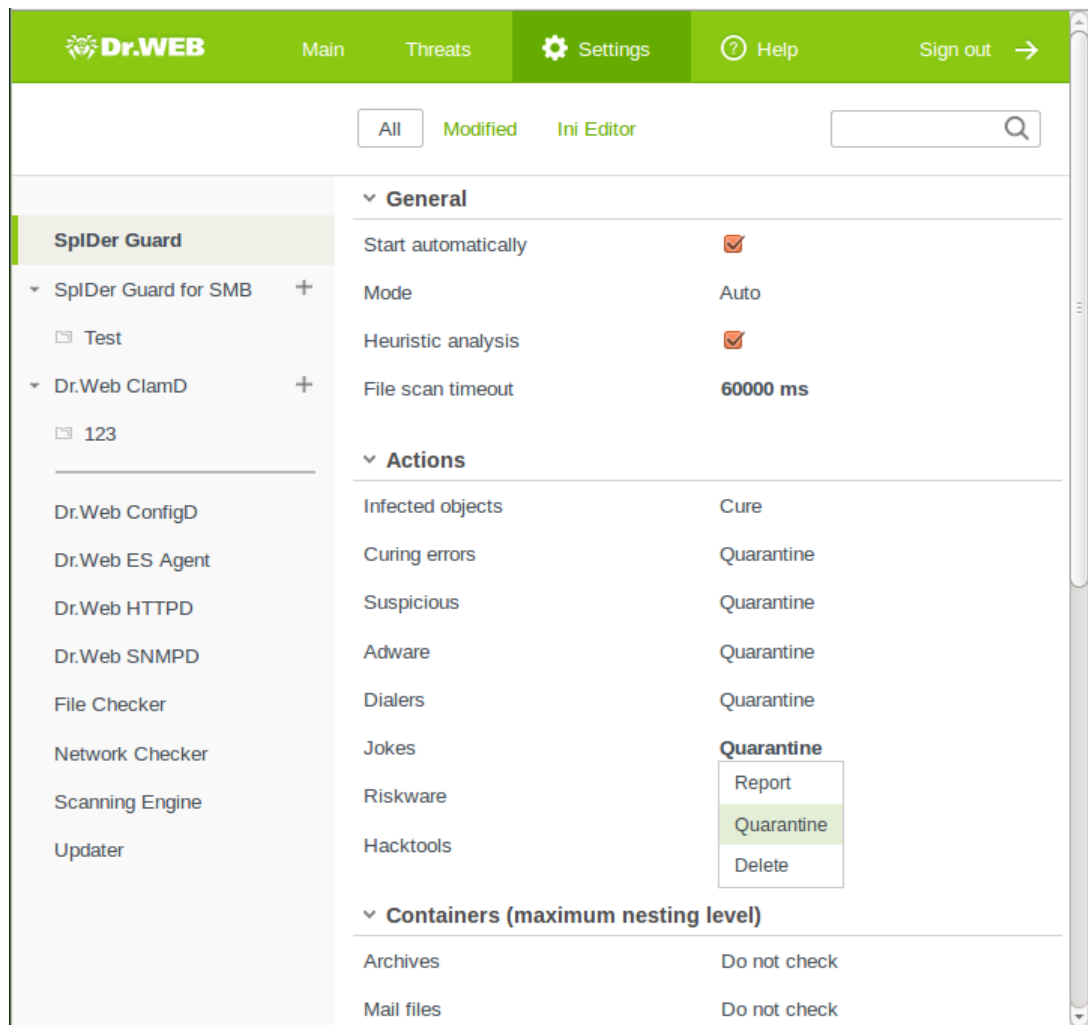 Dr.WEB Main Threats Settings ? Help Sign out
All Modified Ini Editor
SpIDer Guard
SpIDer Guard for SMB
Test
Dr.Web ClamD
123
Dr.Web ConfigD
Dr.Web ES Agent
Dr.Web HTTPD
Dr.Web SNMPD
File Checker
Network Checker
Scanning Engine
Updater
General
Start automatically
Mode Auto
Heuristic analysis
File scan timeout 60000 ms
Actions
Infected objects Cure
Curing errors Quarantine
Suspicious Quarantine
Adware Quarantine
Dialers Quarantine
Jokes Quarantine
Report
Riskware
Quarantine
Hacktools
Delete
Containers (maximum nesting level)
Archives Do not check
Mail files Do not check